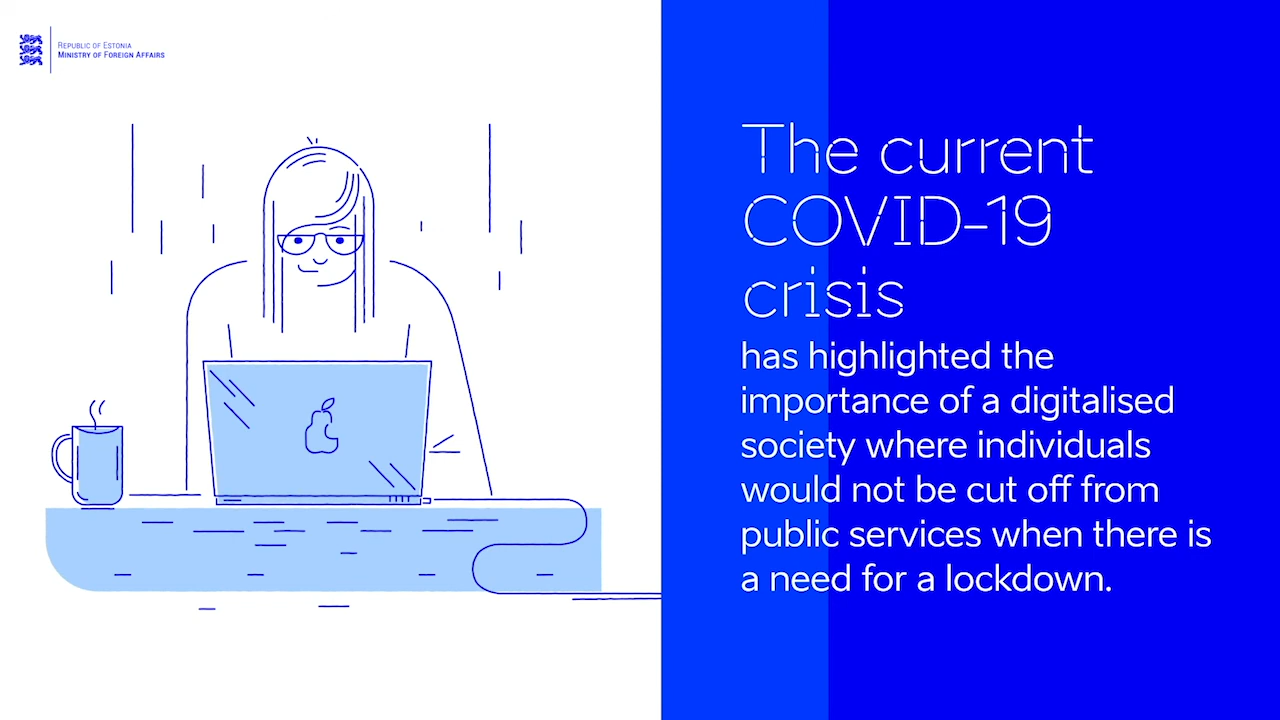 Republic of Estonia
Ministry of Foreign Affairs
The current
COVID-19
crisis
has highlighted the
importance of a digitalised
society where individuals
would not be cut off from
public services when there is
a need for a lockdown.